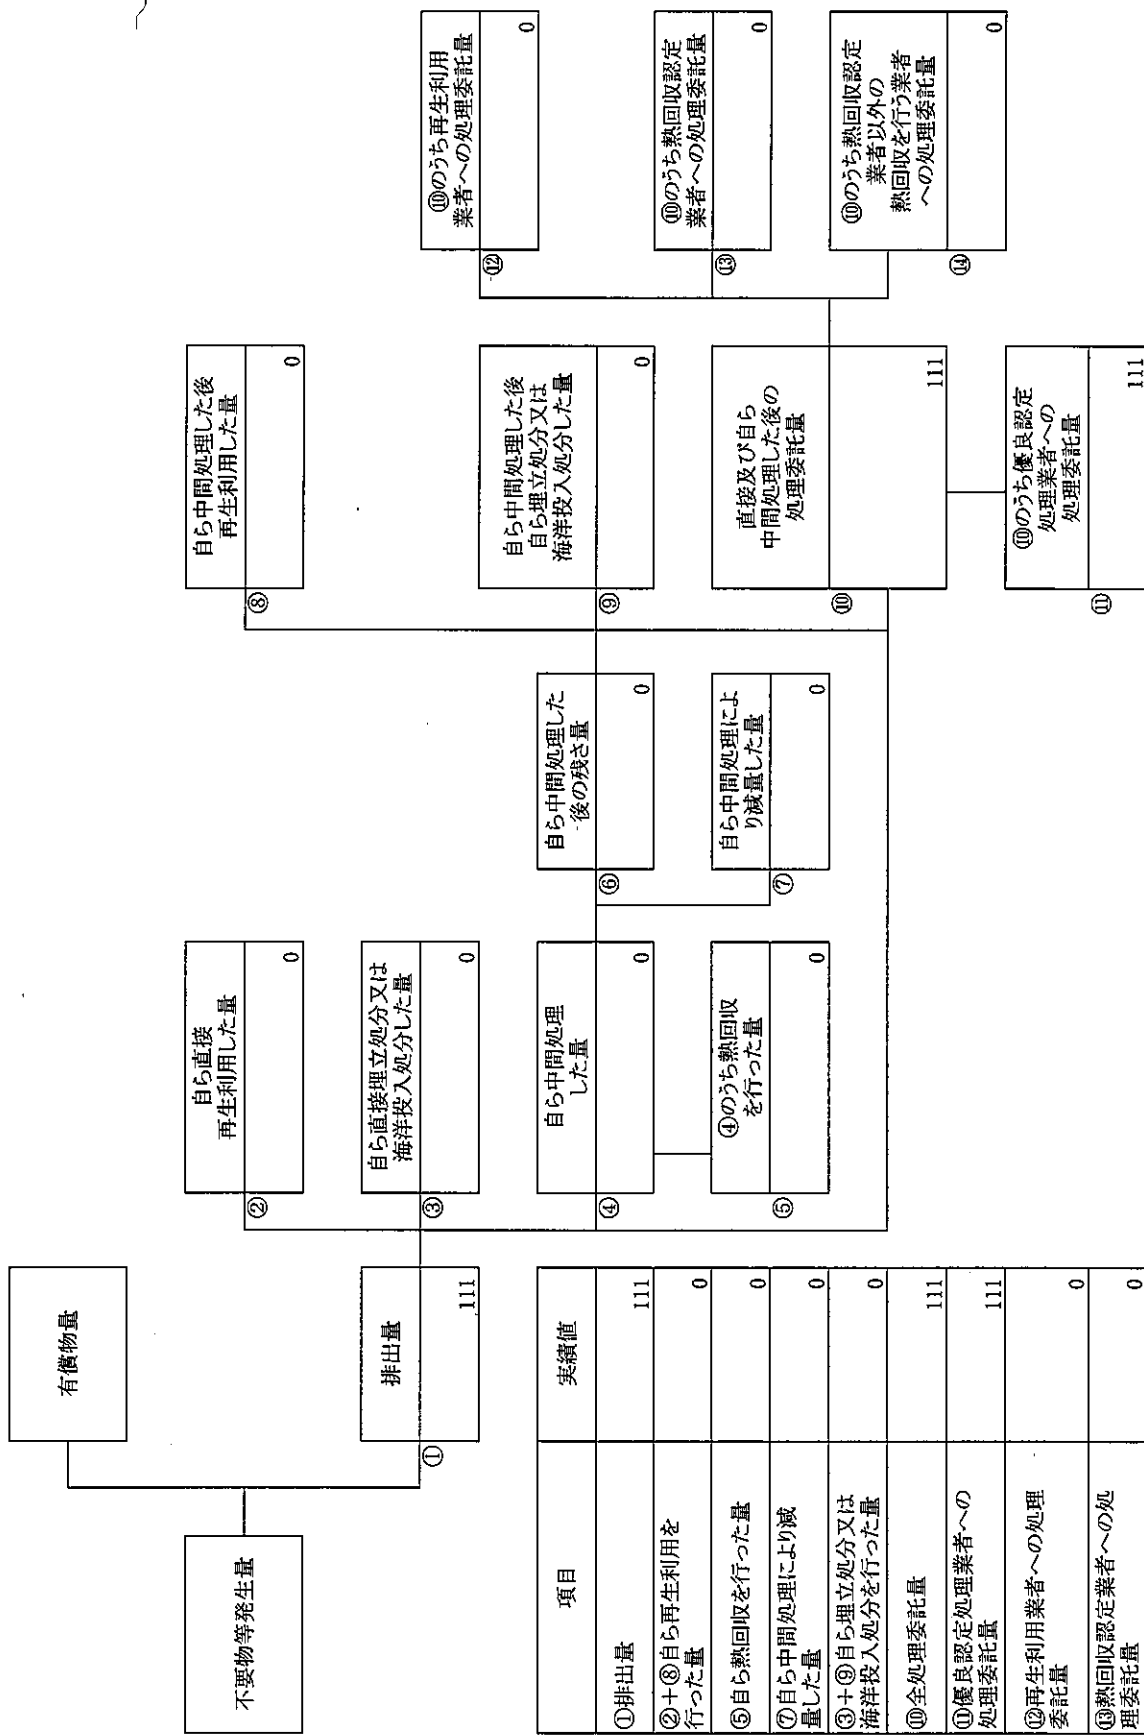 不要物等発生量
有償物量
①
排出量
111
②
自ら直接
再生利用した量
0
③
自ら直接埋立処分又は
海洋投入処分した量
0
④
自ら中間処理
した量
0
⑤
④のうち熱回収
を行った量
0
⑥
自ら中間処理した
後の残さ量
0
⑦
自ら中間処理によ
り減量した量
0
⑧
自ら中間処理した後
再生利用した量
0
⑨
自ら中間処理した後
自ら埋立処分又は
海洋投入処分した量
0
⑩
直接及び自ら
中間処理した後の
処理委託量
111
⑪
⑩のうち優良認定
処理業者への
処理委託量
111
⑫
⑩のうち再生利用
業者への処理委託量
0
⑬
⑩のうち熱回収認定
業者への処理委託量
0
⑭
⑩のうち熱回収認定
業者以外の
熱回収を行う業者
への処理委託量
0
項目 実績値
①排出量 111
②+⑧自ら再生利用を
行った量 0
⑤自ら熱回収を行った量 0
⑦自ら中間処理により減
量した量 0
③+⑨自ら埋立処分又は
海洋投入処分を行った量 0
⑩全処理委託量 111
⑪優良認定処理業者への
処理委託量 111
⑫再生利用業者への処理
委託量 0
⑬熱回収認定業者への処
理委託量 0